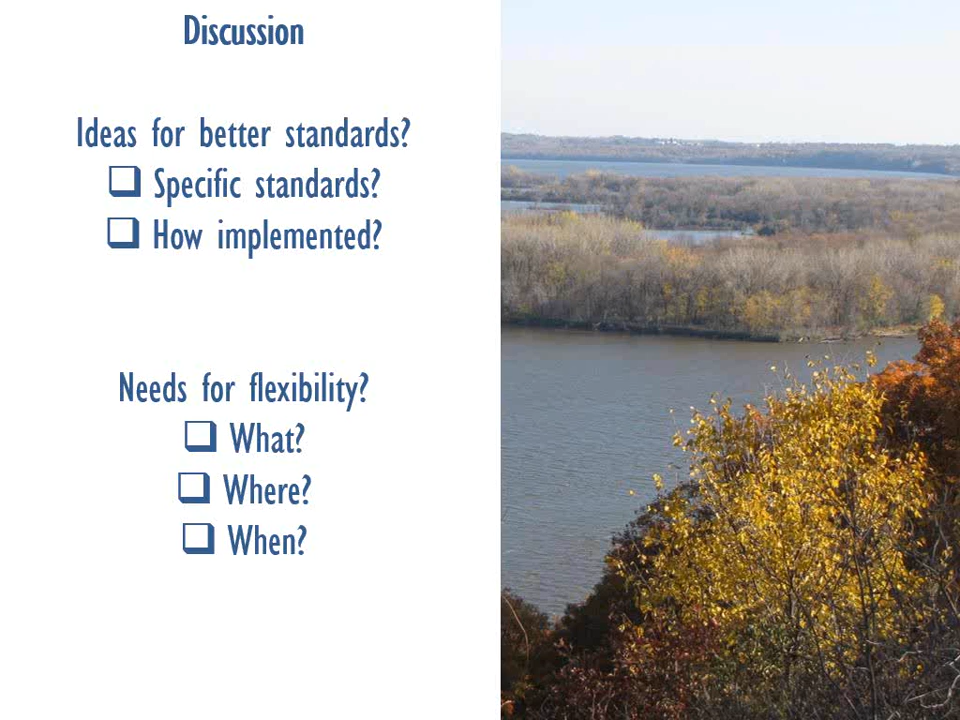 Discussion
Ideas for better standards?
❑ Specific standards?
❑ How implemented?
Needs for flexibility?
❑ What?
❑ Where?
❑ When?